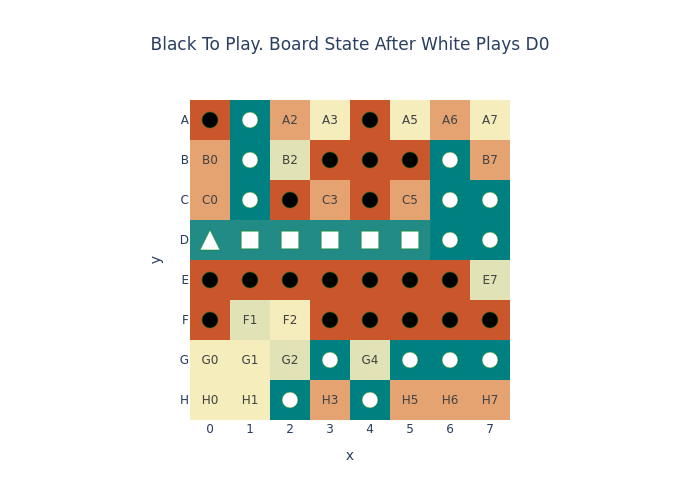 Black To Play. Board State After White Plays D0
A A2 A3 A5 A6 A7
B B0 B2 B7
C C0 C3 C5
D
y
E E7
F F1 F2
G G0 G1 G2 G4
H H0 H1 H3 H5 H6 H7
0 1 2 3 4 5 6 7
x